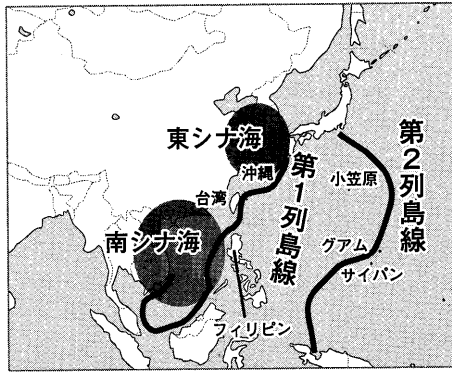 東シナ海
沖縄
台湾
南シナ海
フィリピン
第1列島線
小笠原
グアム
サイパン
第2列島線